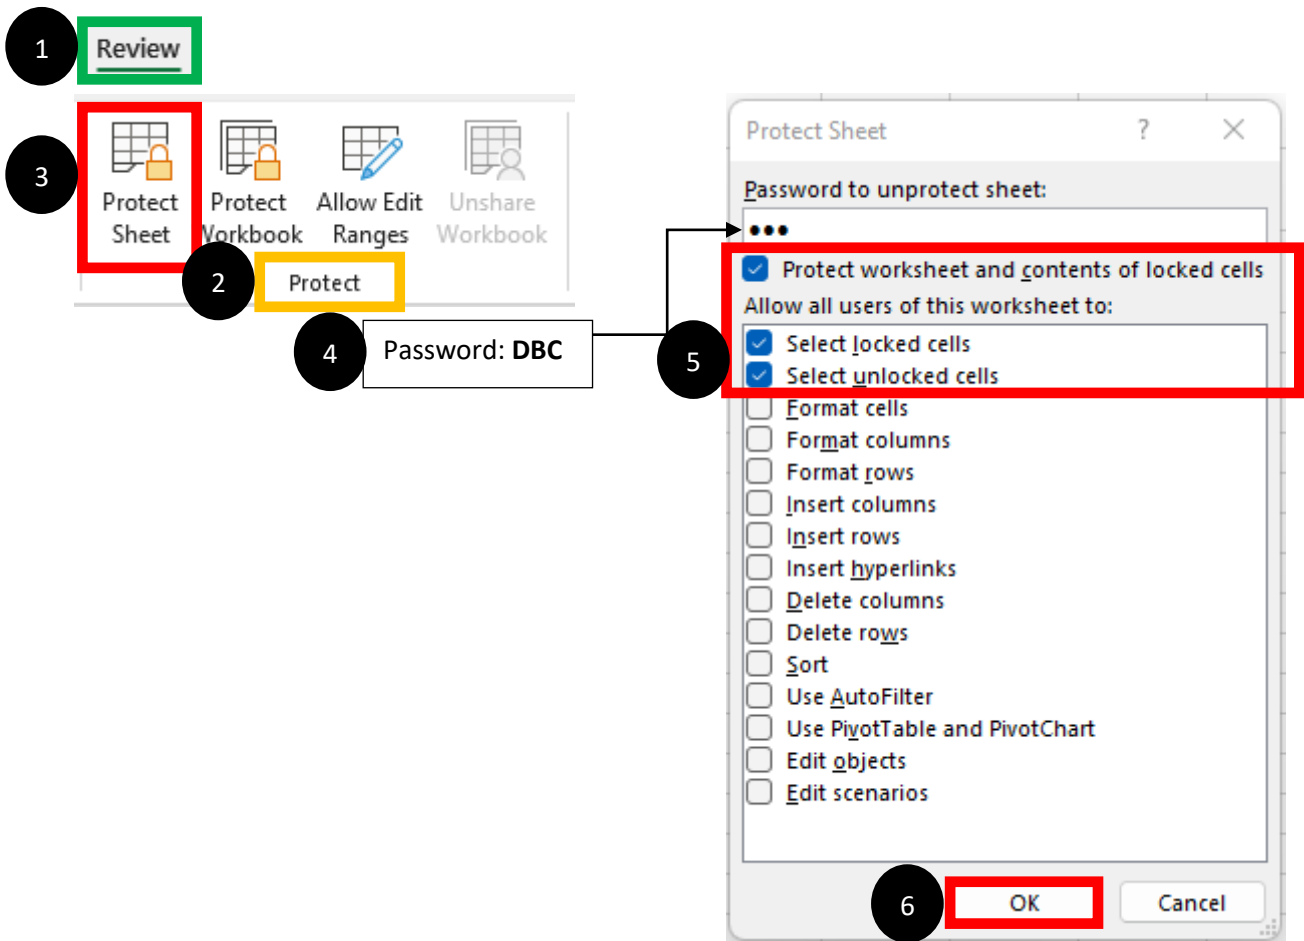 1
Review
3
Protect
Sheet
Protect
Workbook
Allow Edit
Ranges
Unshare
Workbook
2
Protect
4
Password: DBC
Protect Sheet
?
Password to unprotect sheet:
•••
Protect worksheet and contents of locked cells
Allow all users of this worksheet to:
5
Select locked cells
Select unlocked cells
Format cells
Format columns
Format rows
Insert columns
Insert rows
Insert hyperlinks
Delete columns
Delete rows
Sort
Use AutoFilter
Use PivotTable and PivotChart
Edit objects
Edit scenarios
6
OK
Cancel